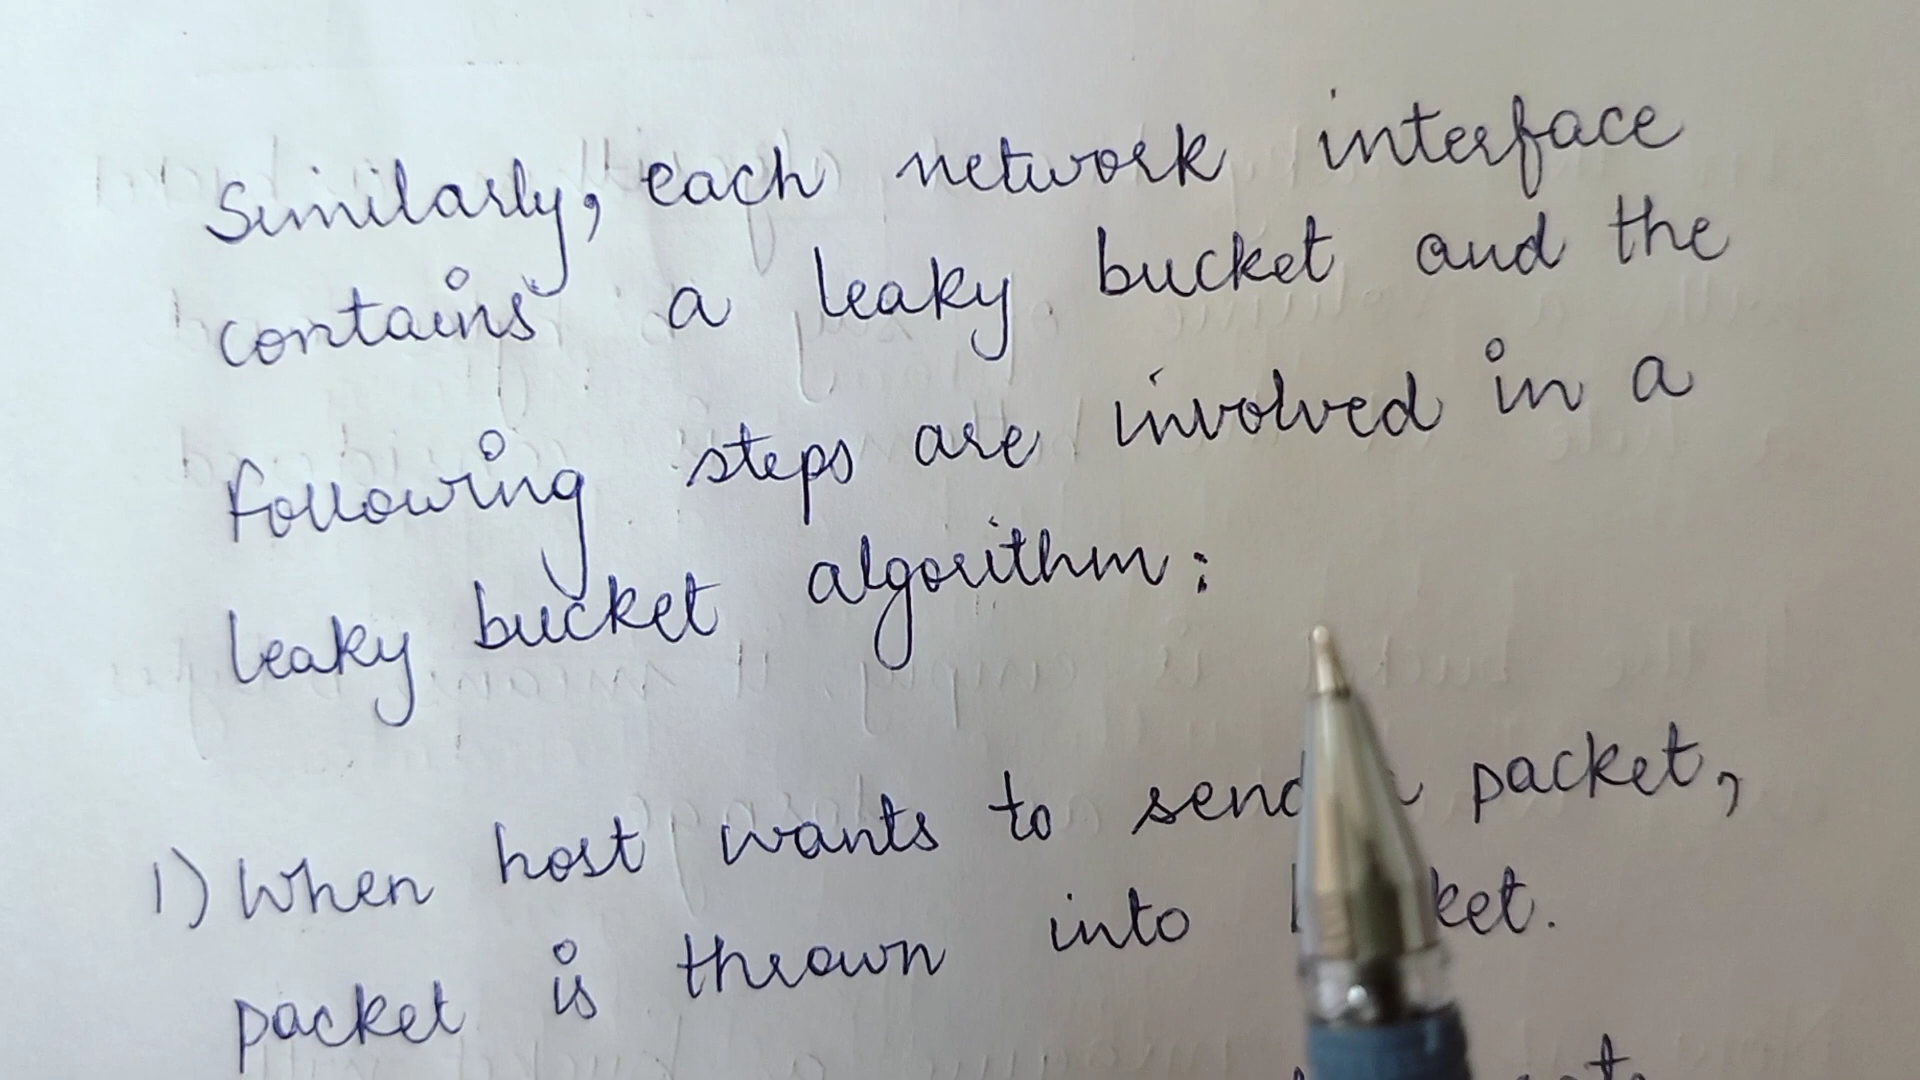 Similarly, each network interface
contains a leaky bucket and the
following steps are involved in a
leaky bucket algorithm:
1) When host wants to send packet,
packet is thrown into